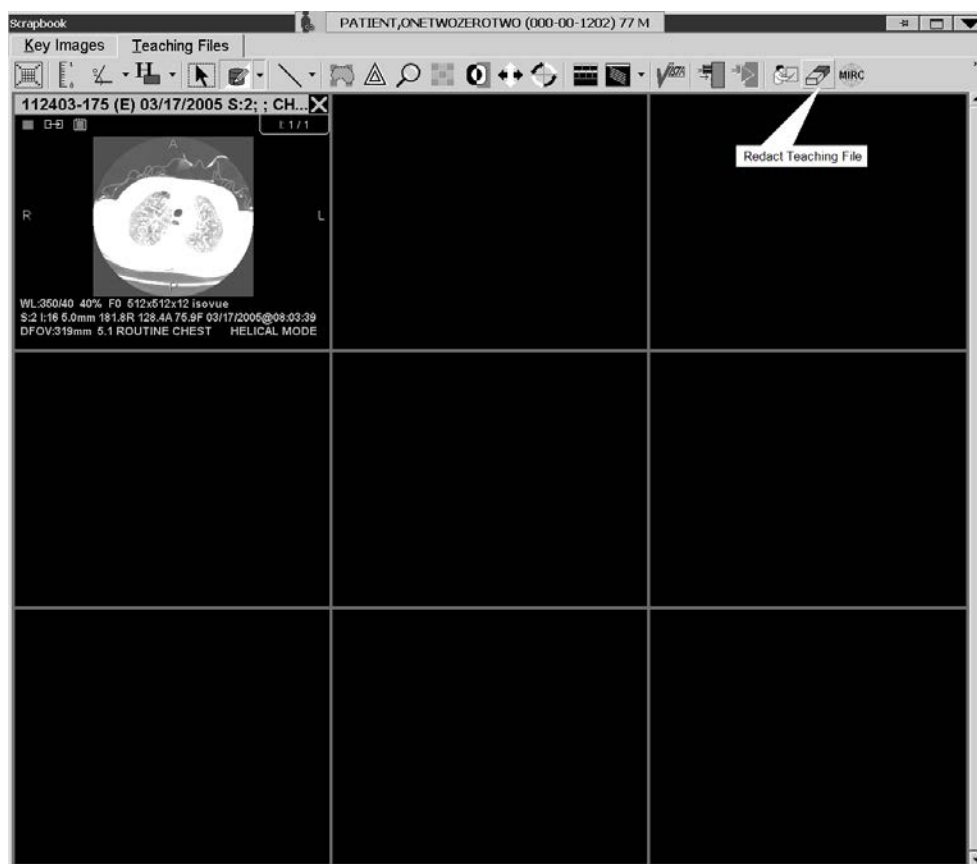 Scrapbook
PATIENT,ONETWOZEROTWO (000-00-1202) 77 M
Key Images Teaching Files
H
MIRC
112403-175 (E) 03/17/2005 S:2; ; CH...
I: 1 / 1
Redact Teaching File
A
R L
WL:350/40 40% F0 512x512x12 isovue
S:2 I:16 5.0mm 181.8R 128.4A 75.9F 03/17/2005@08:03:39
DFOV:319mm 5.1 ROUTINE CHEST HELICAL MODE